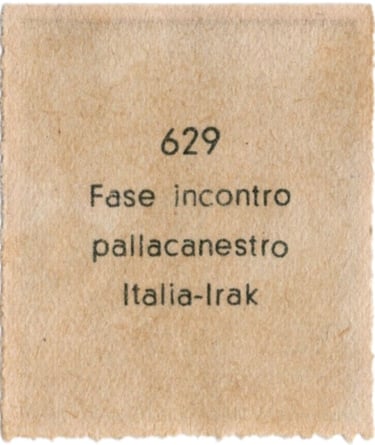 629
Fase incontro
pallacanestro
Italia-Irak